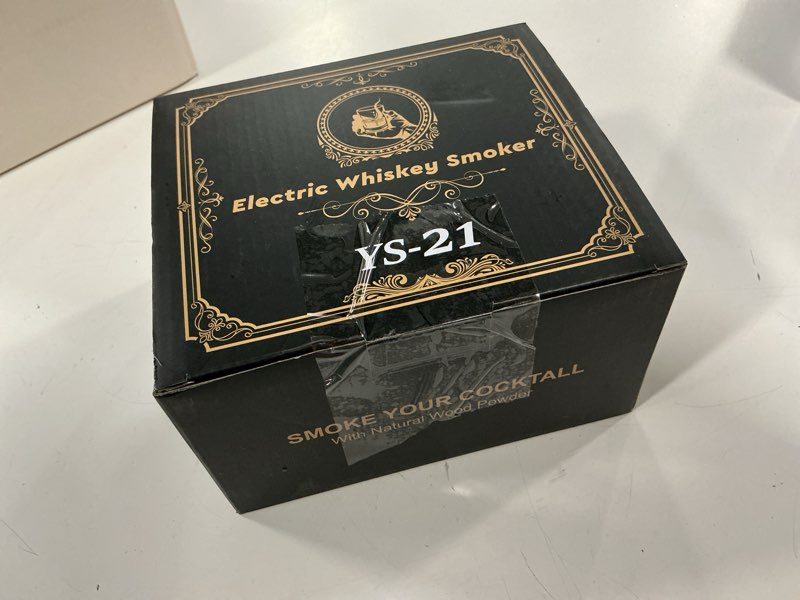 Electric Whiskey Smoker
YS-21
SMOKE YOUR COCKTALL
With Natural Wood Powder